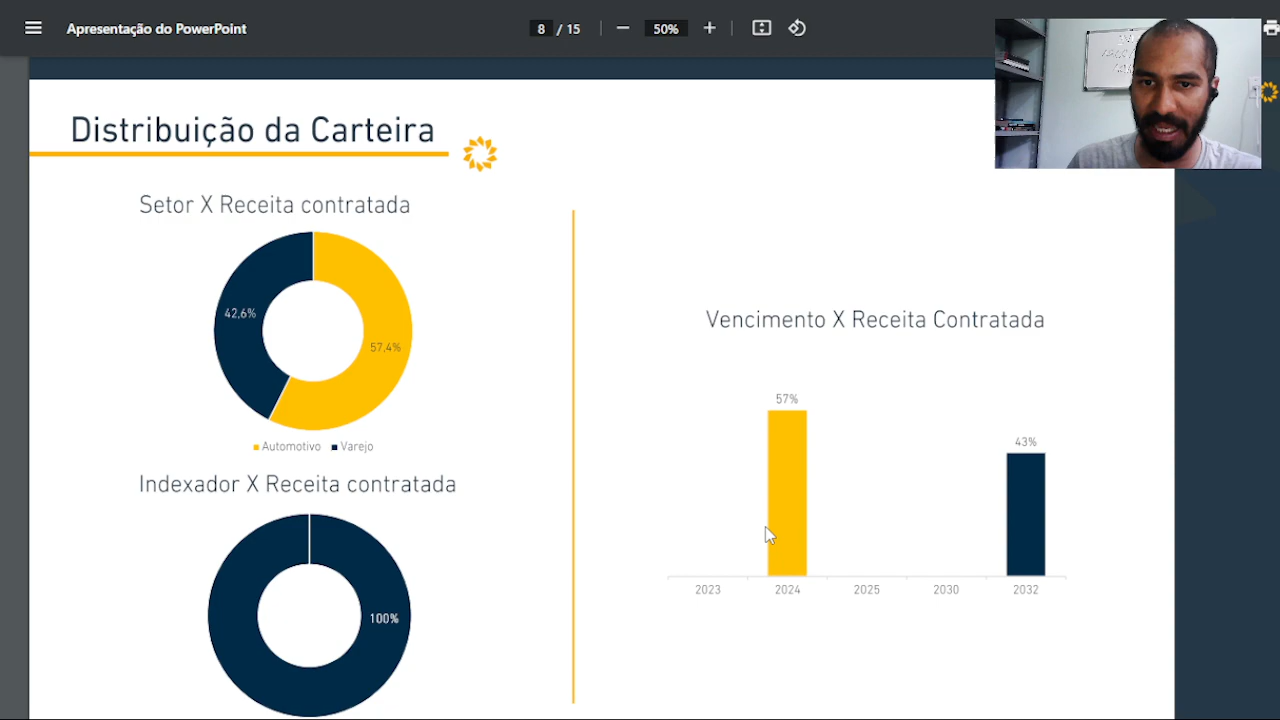 Apresentação do PowerPoint
8 / 15
50%
Distribuição da Carteira
Setor X Receita contratada
42,6%
57,4%
Automotivo Varejo
Indexador X Receita contratada
100%
Vencimento X Receita Contratada
57%
43%
2023 2024 2025 2030 2032